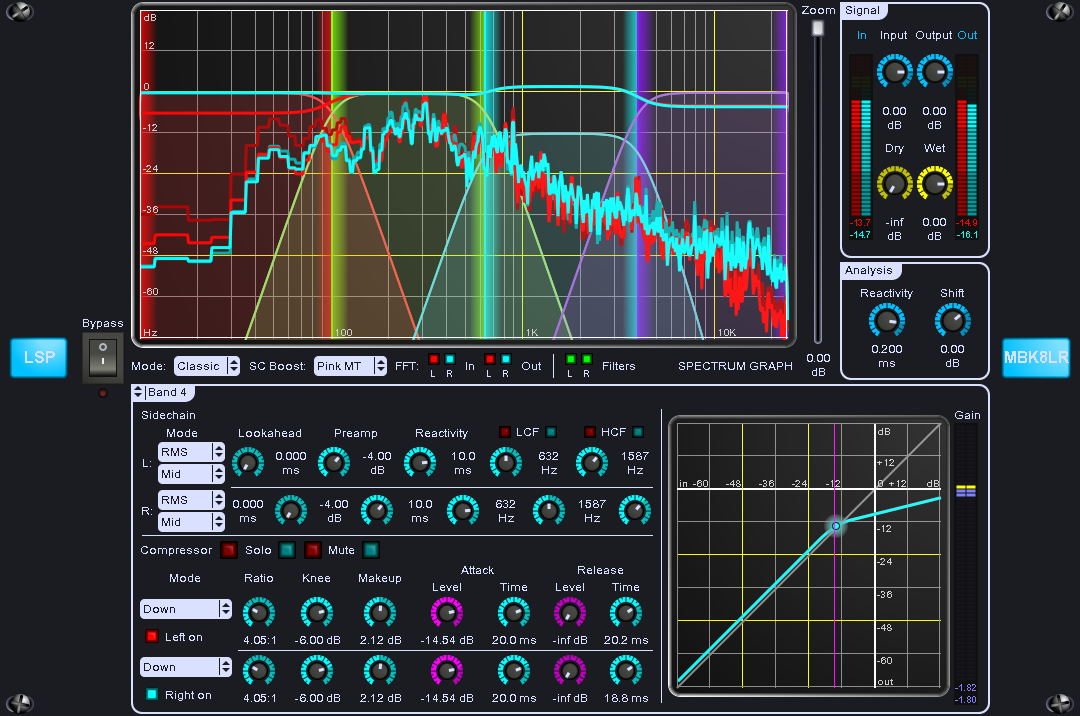 Zoom
Signal
dB
12
0
-12
-24
-36
-48
-60
Hz
100
1K
10K
In Input Output Out
0.00 0.00
dB dB
Dry Wet
-inf 0.00
dB dB
-13.7 -14.9
-14.7 -16.1
Analysis
Reactivity Shift
0.200 0.00
ms dB
Bypass
LSP
MBK8LR
0.00
dB
Mode: Classic SC Boost: Pink MT FFT: L R In L R Out L R Filters SPECTRUM GRAPH
Band 4
Sidechain
Mode Lookahead Preamp Reactivity LCF HCF
L: RMS 0.000 -4.00 10.0 632 1587
Mid ms dB ms Hz Hz
R: RMS 0.000 -4.00 10.0 632 1587
Mid ms dB ms Hz Hz
Compressor Solo Mute
Mode Ratio Knee Makeup Attack Release
Level Time Level Time
Down
Left on 4.05:1 -6.00 dB 2.12 dB -14.54 dB 20.0 ms -inf dB 20.2 ms
Down
Right on 4.05:1 -6.00 dB 2.12 dB -14.54 dB 20.0 ms -inf dB 18.8 ms
Gain
dB
+12
in -60 -48 -36 -24 -12 0 +12 dB
-12
-24
-36
-48
-60
out
-1.82
-1.80